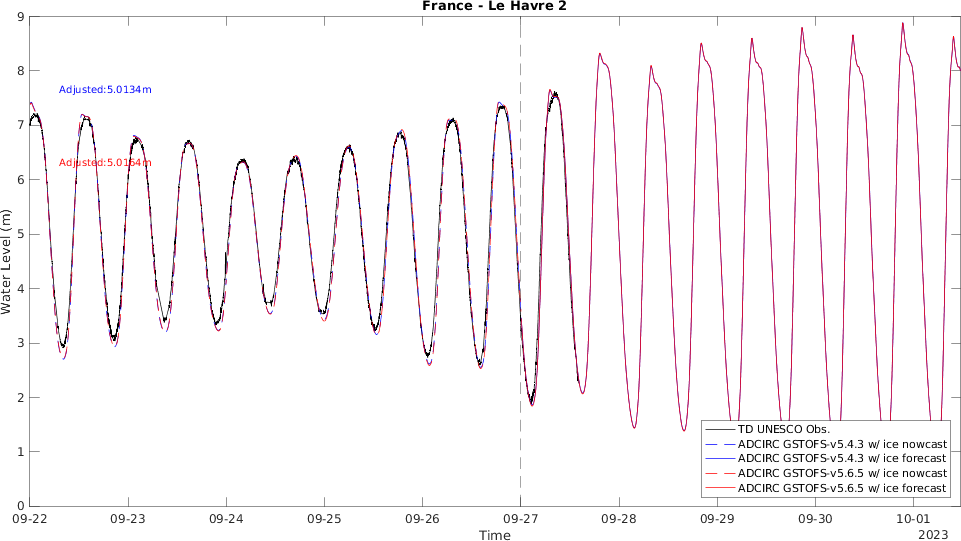 France - Le Havre 2
9
8
7
6
5
4
3
2
1
0
Water Level (m)
Adjusted:5.0134m
Adjusted:5.0164m
TD UNESCO Obs.
ADCIRC GSTOFS-v5.4.3 w/ ice nowcast
ADCIRC GSTOFS-v5.4.3 w/ ice forecast
ADCIRC GSTOFS-v5.6.5 w/ ice nowcast
ADCIRC GSTOFS-v5.6.5 w/ ice forecast
09-22 09-23 09-24 09-25 09-26 09-27 09-28 09-29 09-30 10-01
Time
2023